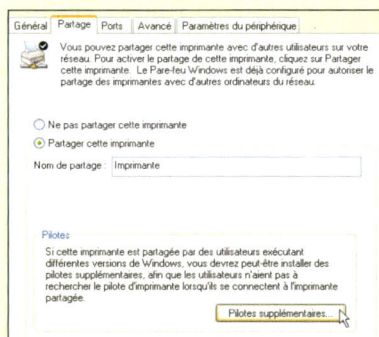 Général Partage Ports Avancé Paramètres du périphérique
Vous pouvez partager cette imprimante avec d'autres utilisateurs sur votre
réseau. Pour activer le partage de cette imprimante, cliquez sur Partager
cette imprimante. Le Pare-feu Windows est déjà configuré pour autoriser le
partage des imprimantes avec d'autres ordinateurs du réseau.
Ne pas partager cette imprimante
Partager cette imprimante
Nom de partage : Imprimante
Pilotes
Si cette imprimante est partagée par des utilisateurs exécutant
différentes versions de Windows, vous devrez peut-être installer des
pilotes supplémentaires, afin que les utilisateurs n'aient pas à
rechercher le pilote d'imprimante lorsqu'ils se connectent à l'imprimante
partagée.
Pilotes supplémentaires...